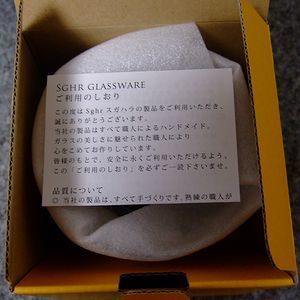 SGHR GLASSWARE
ご利用のしおり
この度は Sghr スガハラの製品をご利用いただき、
誠にありがとうございます。
当社の製品はすべて職人によるハンドメイド。
ガラスの美しさに魅せられた職人により
心をこめてお作りしています。
皆様のもとで、安全に永くご利用いただけるよう、
この「ご利用のしおり」を必ずご一読下さいませ。
品質について
◎ 当社の製品は、すべて手づくりです。熟練の職人が